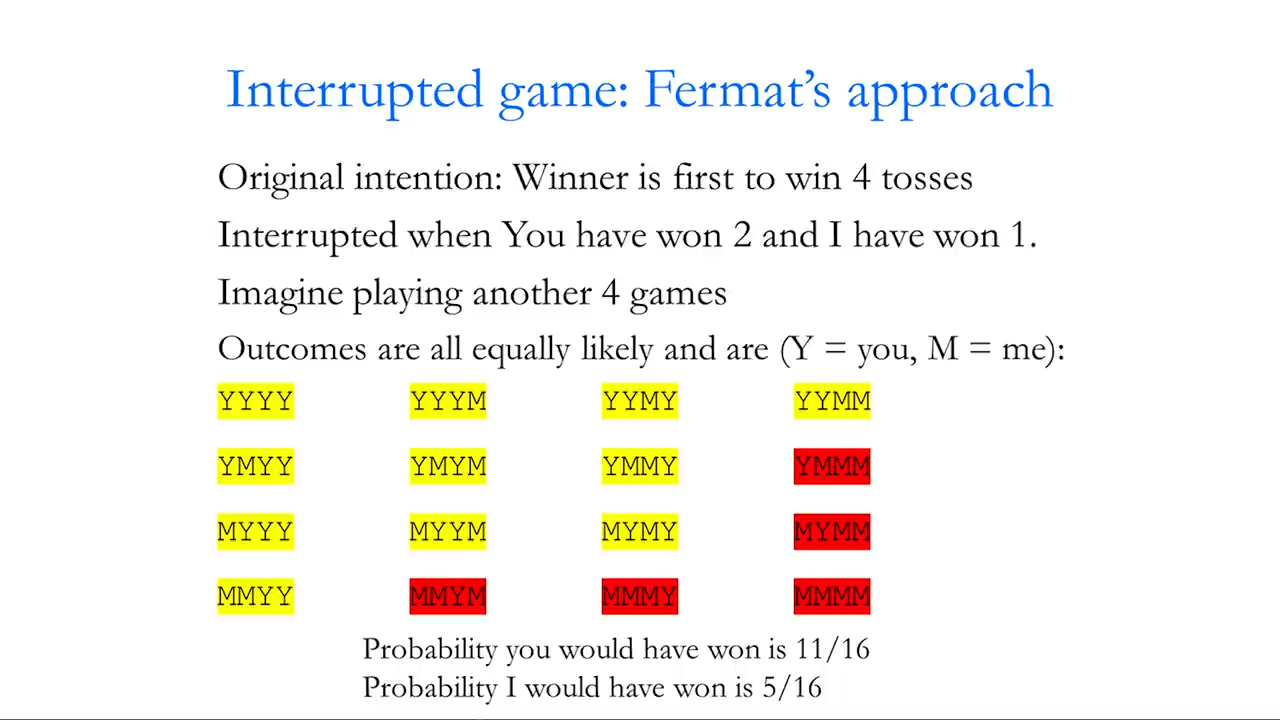 Interrupted game: Fermat's approach
Original intention: Winner is first to win 4 tosses
Interrupted when You have won 2 and I have won 1.
Imagine playing another 4 games
Outcomes are all equally likely and are (Y = you, M = me):
YYYY YYYM YYMY YYMM
YMYY YMYM YMMY YMMM
MYYY MYYM MYMY MYMM
MMYY MMYM MMMY MMMM
Probability you would have won is 11/16
Probability I would have won is 5/16